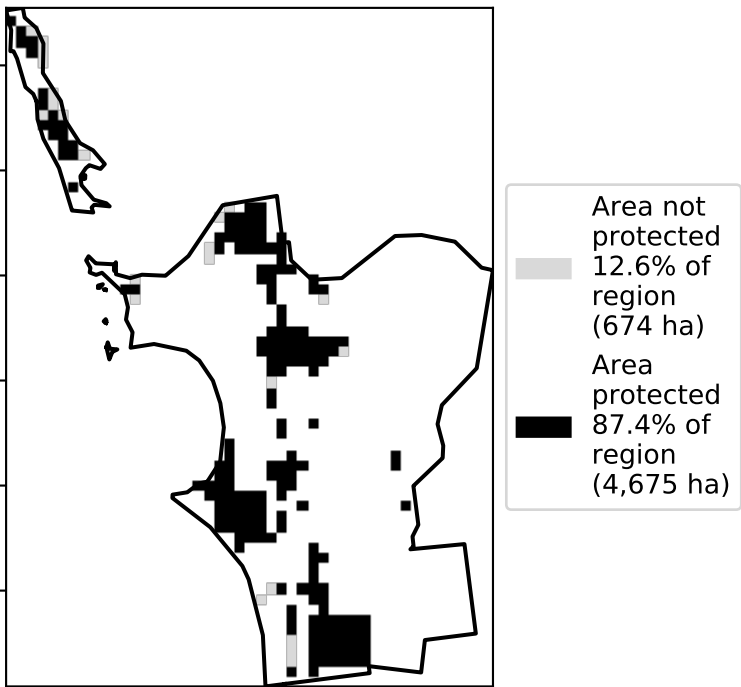 Area not
protected
12.6% of
region
(674 ha)
Area
protected
87.4% of
region
(4,675 ha)